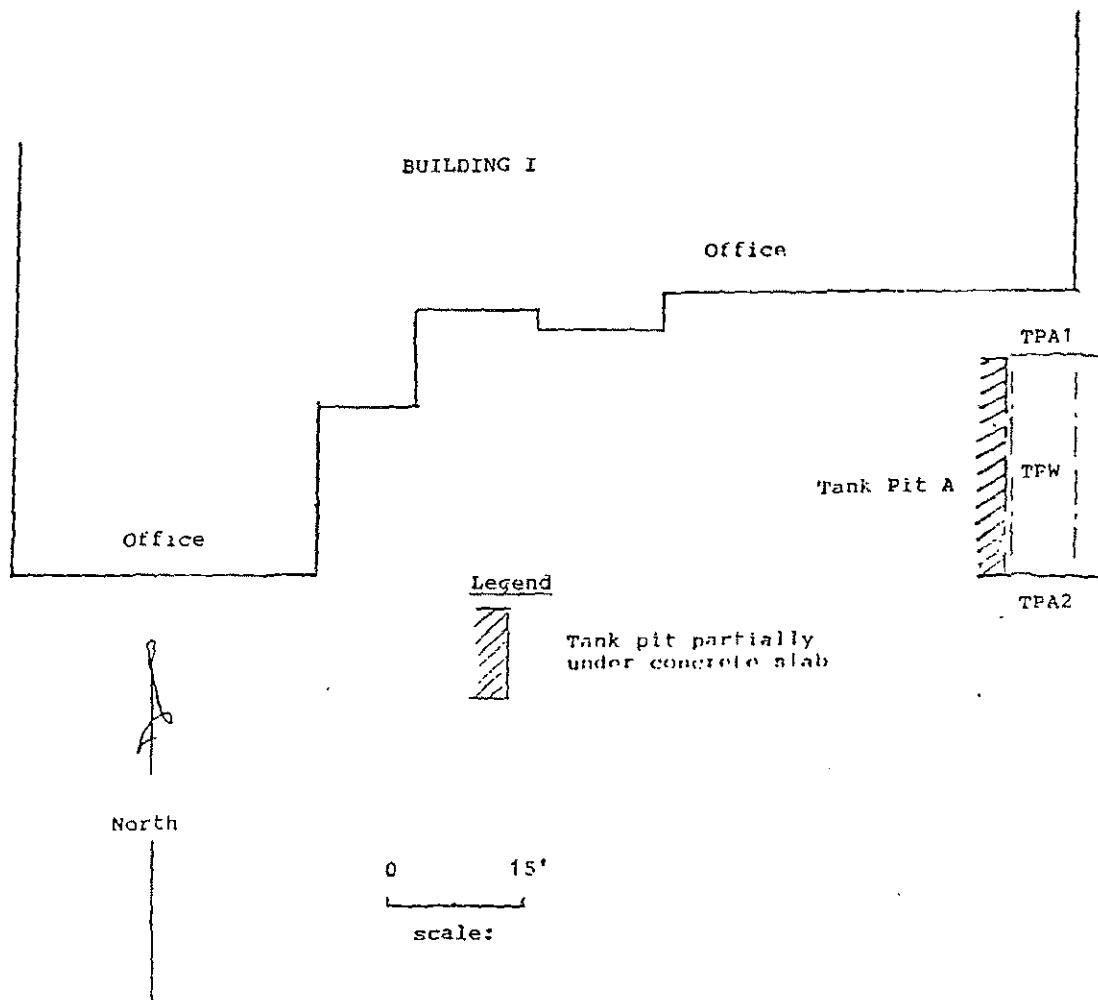 BUILDING I
Office
TPA1
Tank Pit A
TPW
Office
Legend
TPA2
Tank pit partially
under concrete slab
North
0 15'
scale: